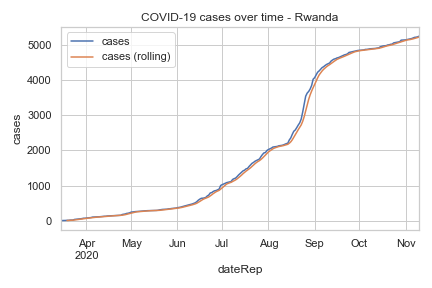 COVID-19 cases over time - Rwanda
cases
cases (rolling)
5000
4000
3000
2000
1000
0
cases
Apr May Jun Jul Aug Sep Oct Nov
2020
dateRep